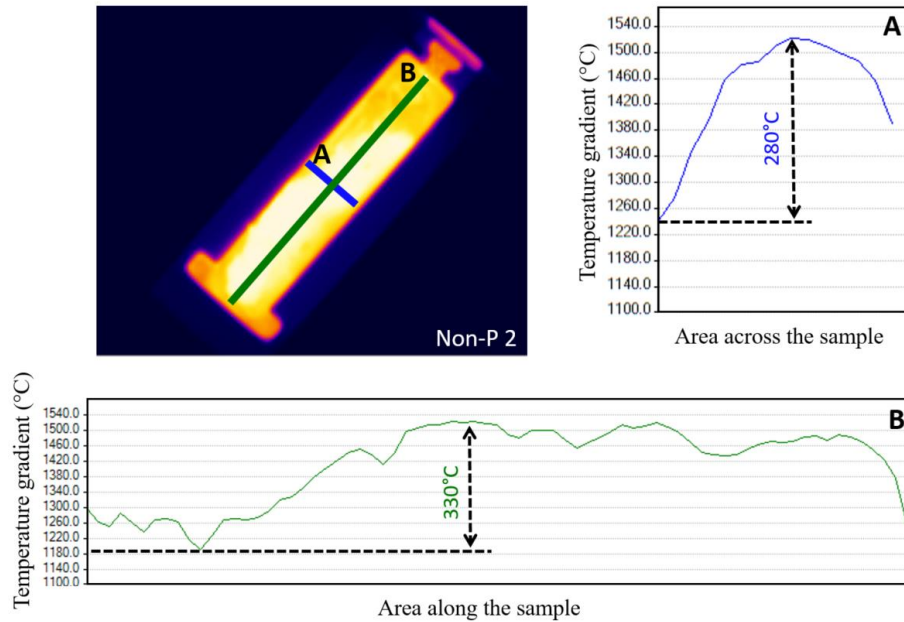 B
A
Non-P 2
A
Temperature gradient (°C)
1540.0
1500.0
1460.0
1420.0
1380.0
1340.0
1300.0
1260.0
1220.0
1180.0
1140.0
1100.0
280°C
Area across the sample
B
Temperature gradient (°C)
1540.0
1500.0
1460.0
1420.0
1380.0
1340.0
1300.0
1260.0
1220.0
1180.0
1140.0
1100.0
330°C
Area along the sample